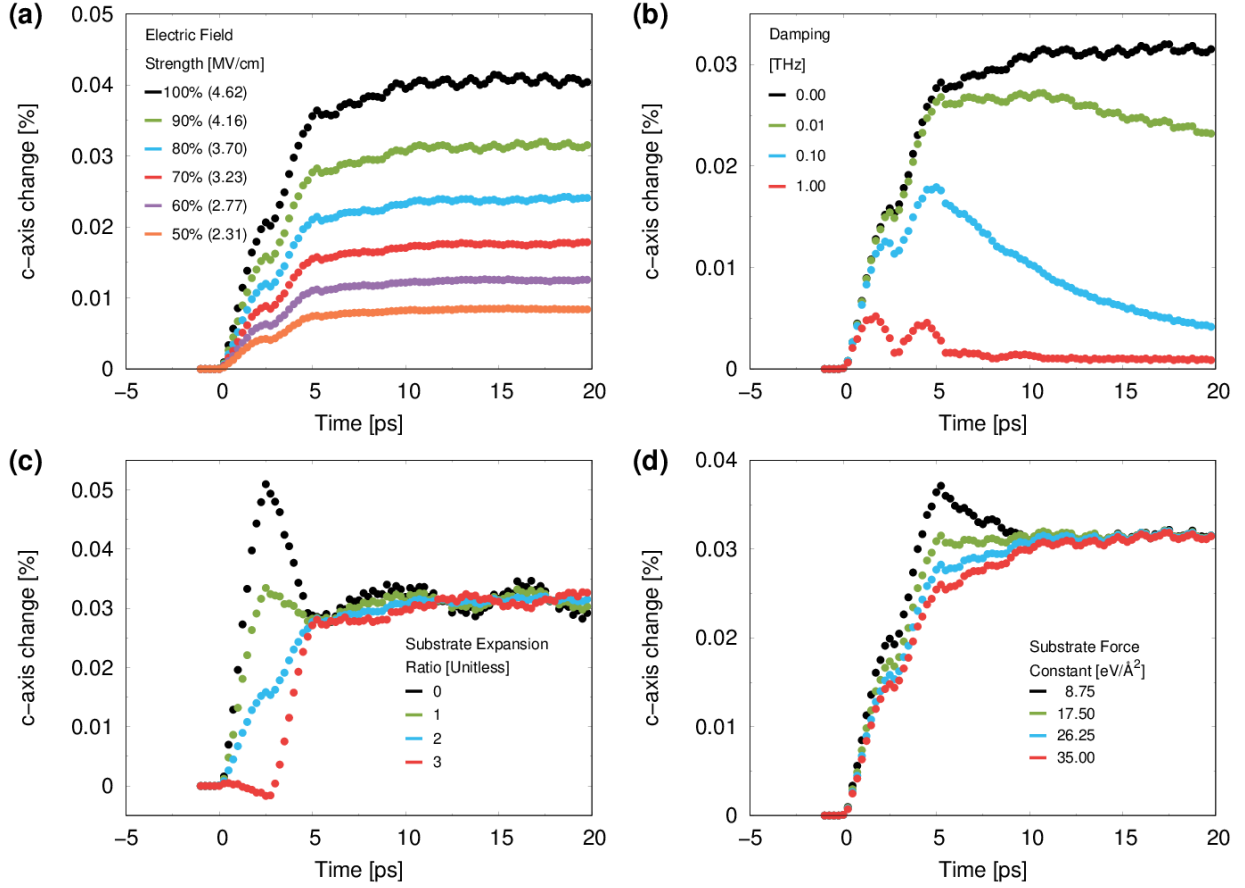 (a)
0.05
0.04
0.03
0.02
0.01
0
c−axis change [%]
Electric Field
Strength [MV/cm]
100% (4.62)
90% (4.16)
80% (3.70)
70% (3.23)
60% (2.77)
50% (2.31)
−5 0 5 10 15 20
Time [ps]
(b)
0.03
0.02
0.01
0
c−axis change [%]
Damping
[THz]
0.00
0.01
0.10
1.00
−5 0 5 10 15 20
Time [ps]
(c)
0.05
0.04
0.03
0.02
0.01
0
c−axis change [%]
Substrate Expansion
Ratio [Unitless]
0
1
2
3
−5 0 5 10 15 20
Time [ps]
(d)
0.04
0.03
0.02
0.01
0
c−axis change [%]
Substrate Force
Constant [eV/Å²]
8.75
17.50
26.25
35.00
−5 0 5 10 15 20
Time [ps]